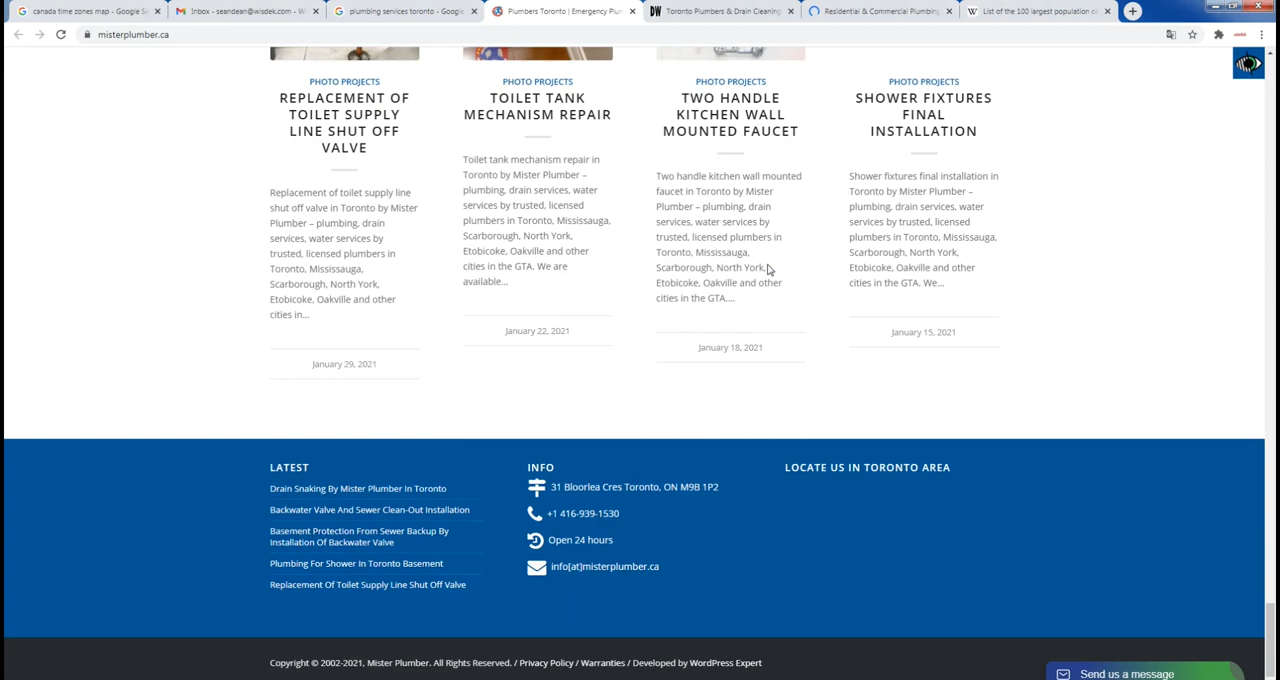 canada time zones map - Google Se
Inbox - seandean@wisdek.com - W
plumbing services toronto - Google
Plumbers Toronto | Emergency Plum
DW Toronto Plumbers & Drain Cleaning
Residential & Commercial Plumbing
W List of the 100 largest population ce
misterplumber.ca
PHOTO PROJECTS
REPLACEMENT OF
TOILET SUPPLY
LINE SHUT OFF
VALVE
Replacement of toilet supply line
shut off valve in Toronto by Mister
Plumber – plumbing, drain
services, water services by
trusted, licensed plumbers in
Toronto, Mississauga,
Scarborough, North York,
Etobicoke, Oakville and other
cities in...
January 29, 2021
PHOTO PROJECTS
TOILET TANK
MECHANISM REPAIR
Toilet tank mechanism repair in
Toronto by Mister Plumber –
plumbing, drain services, water
services by trusted, licensed
plumbers in Toronto, Mississauga,
Scarborough, North York,
Etobicoke, Oakville and other
cities in the GTA. We are
available...
January 22, 2021
PHOTO PROJECTS
TWO HANDLE
KITCHEN WALL
MOUNTED FAUCET
Two handle kitchen wall mounted
faucet in Toronto by Mister
Plumber – plumbing, drain
services, water services by
trusted, licensed plumbers in
Toronto, Mississauga,
Scarborough, North York,
Etobicoke, Oakville and other
cities in the GTA....
January 18, 2021
PHOTO PROJECTS
SHOWER FIXTURES
FINAL
INSTALLATION
Shower fixtures final installation in
Toronto by Mister Plumber –
plumbing, drain services, water
services by trusted, licensed
plumbers in Toronto, Mississauga,
Scarborough, North York,
Etobicoke, Oakville and other
cities in the GTA. We...
January 15, 2021
LATEST
Drain Snaking By Mister Plumber In Toronto
Backwater Valve And Sewer Clean-Out Installation
Basement Protection From Sewer Backup By
Installation Of Backwater Valve
Plumbing For Shower In Toronto Basement
Replacement Of Toilet Supply Line Shut Off Valve
INFO
31 Bloorlea Cres Toronto, ON M9B 1P2
+1 416-939-1530
Open 24 hours
info[at]misterplumber.ca
LOCATE US IN TORONTO AREA
Copyright © 2002-2021, Mister Plumber. All Rights Reserved. / Privacy Policy / Warranties / Developed by WordPress Expert
Send us a message